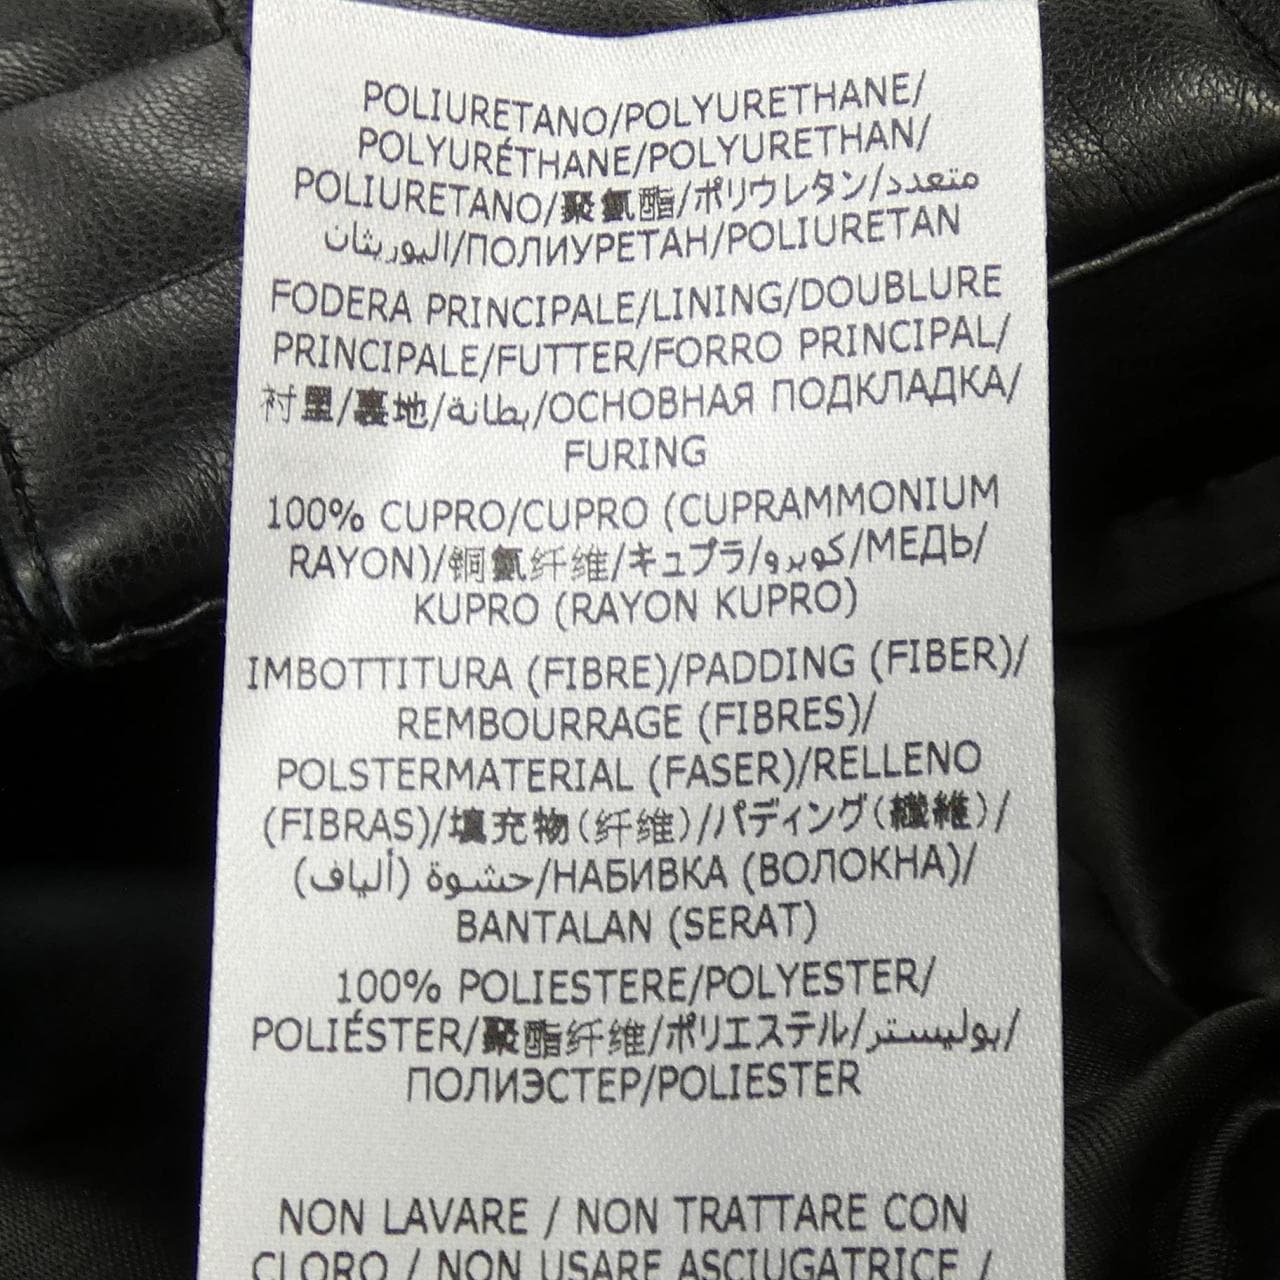 POLIURETANO/POLYURETHANE/
POLYURÉTHANE/POLYURETHAN/
POLIURETANO/聚氨酯/ポリウレタン/متعدد
اليوريثان/ПОЛИУРЕТАН/POLIURETAN
FODERA PRINCIPALE/LINING/DOUBLURE
PRINCIPALE/FUTTER/FORRO PRINCIPAL/
衬里/裏地/بطانة/ОСНОВНАЯ ПОДКЛАДКА/
FURING
100% CUPRO/CUPRO (CUPRAMMONIUM
RAYON)/铜氨纤维/キュプラ/كوبرو/МЕДЬ/
KUPRO (RAYON KUPRO)
IMBOTTITURA (FIBRE)/PADDING (FIBER)/
REMBOURRAGE (FIBRES)/
POLSTERMATERIAL (FASER)/RELLENO
(FIBRAS)/填充物(纤维)/パディング(繊維)/
حشوة (ألياف)/НАБИВКА (ВОЛОКНА)/
BANTALAN (SERAT)
100% POLIESTERE/POLYESTER/
POLIÉSTER/聚酯纤维/ポリエステル/بوليستر/
ПОЛИЭСТЕР/POLIESTER
NON LAVARE / NON TRATTARE CON
CLORO / NON USARE ASCIUGATRICE /